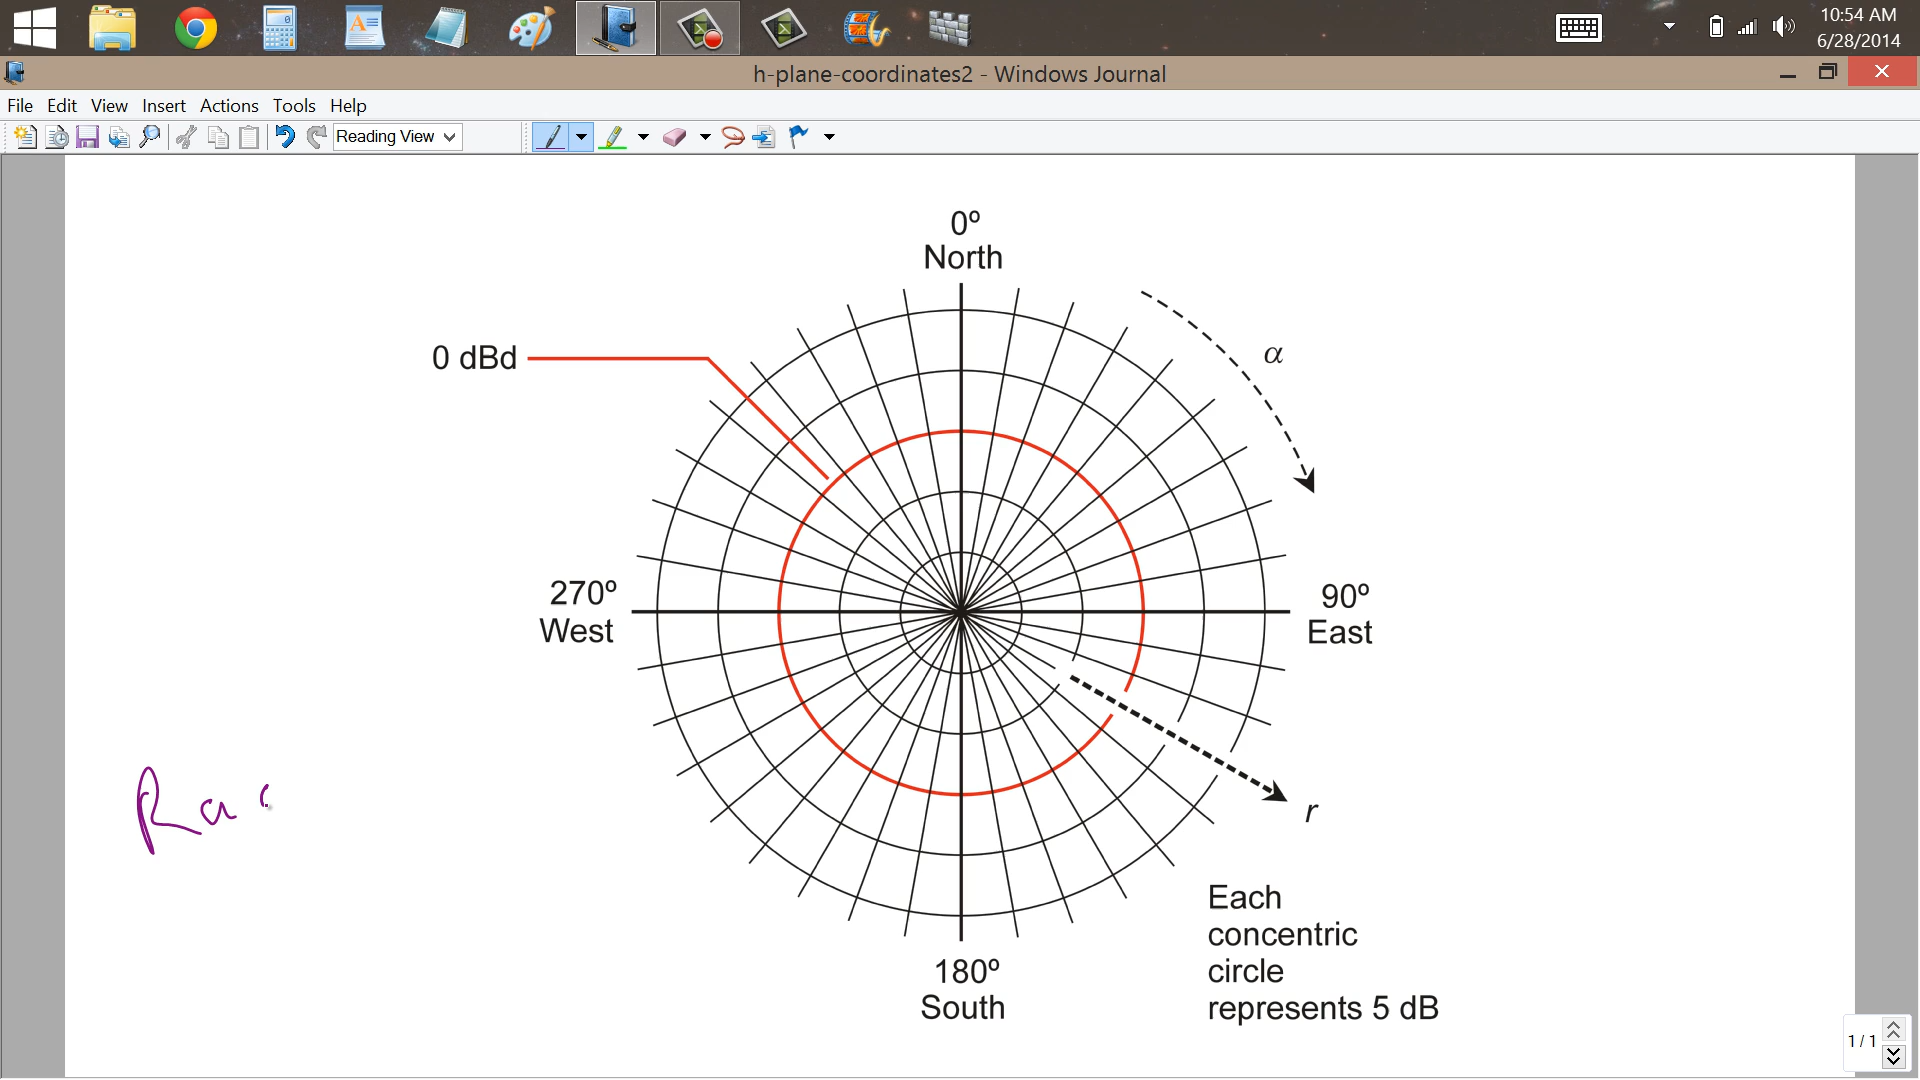 10:54 AM
6/28/2014
h-plane-coordinates2 - Windows Journal
File Edit View Insert Actions Tools Help
Reading View
0º
North
0 dBd
α
270º
West
90º
East
r
Ra
Each
concentric
circle
represents 5 dB
180º
South
1 / 1